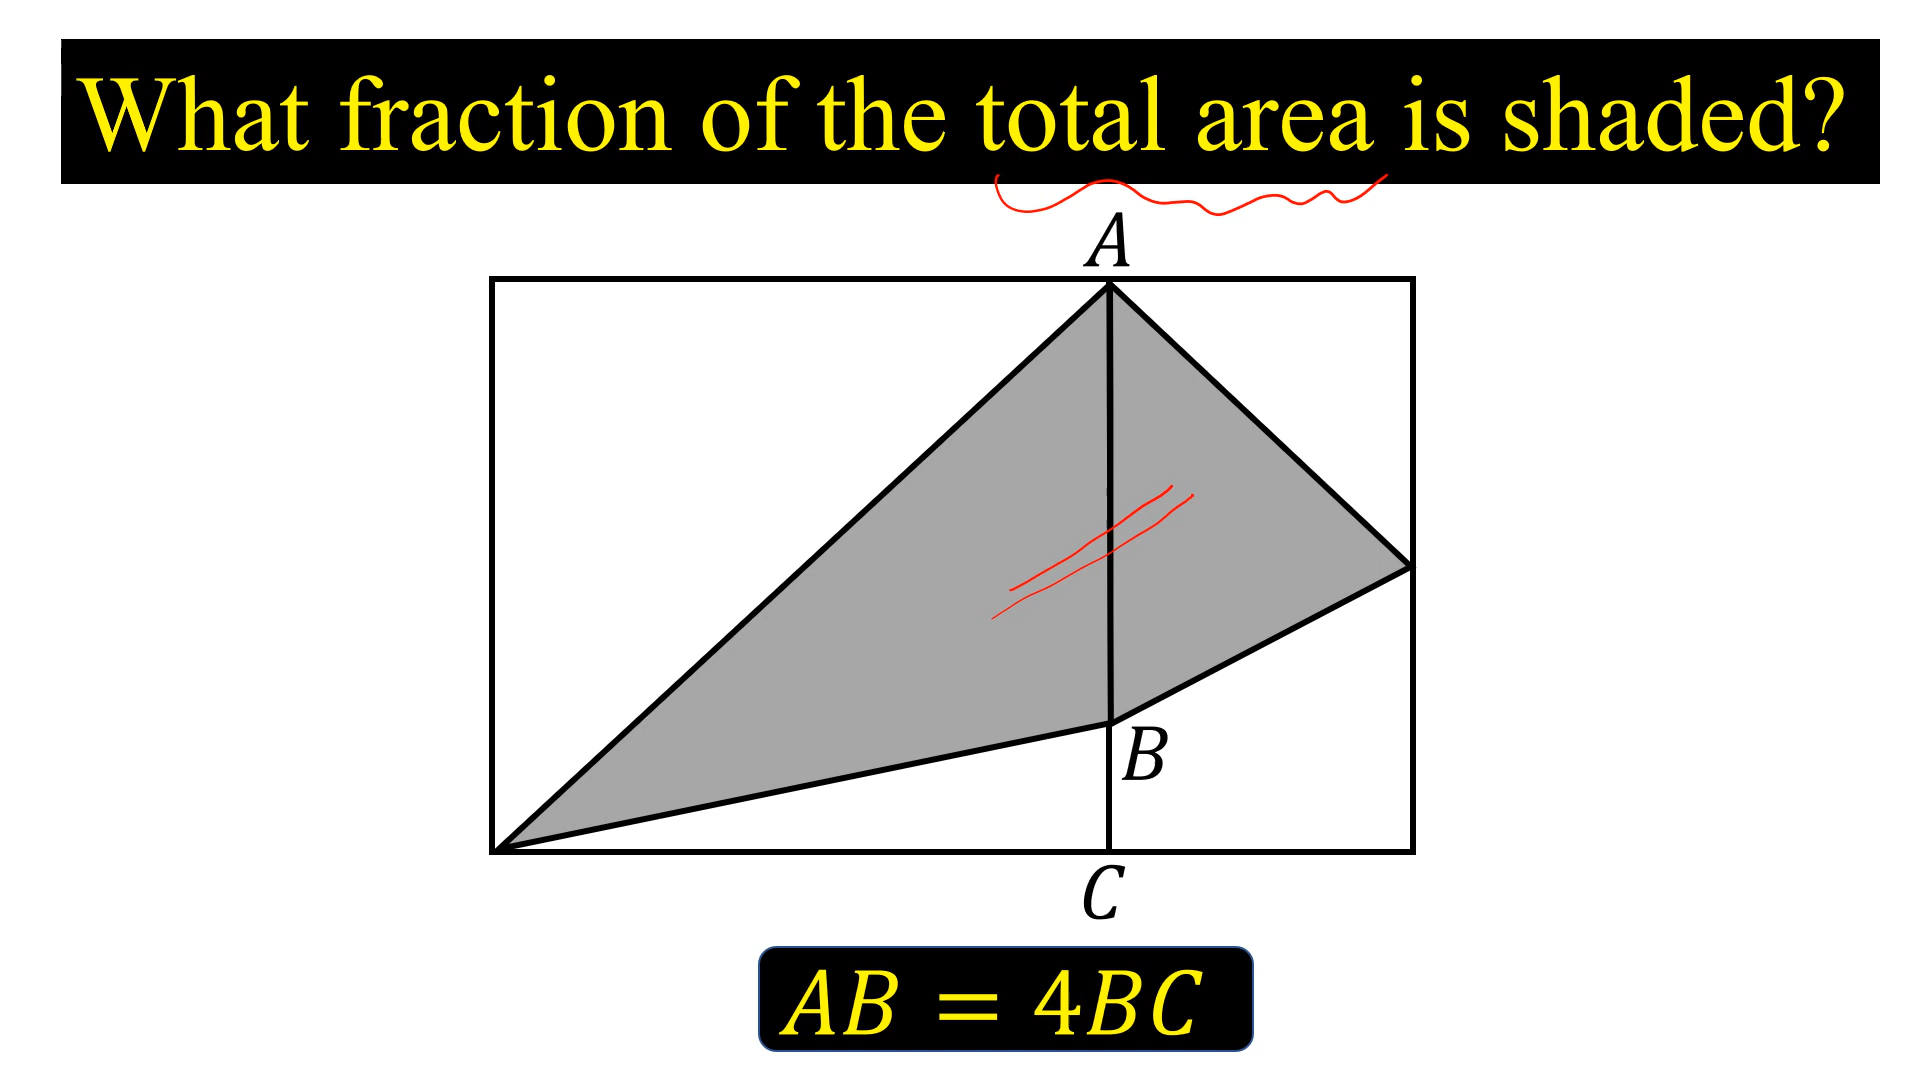 What fraction of the total area is shaded?
A
B
C
AB = 4BC